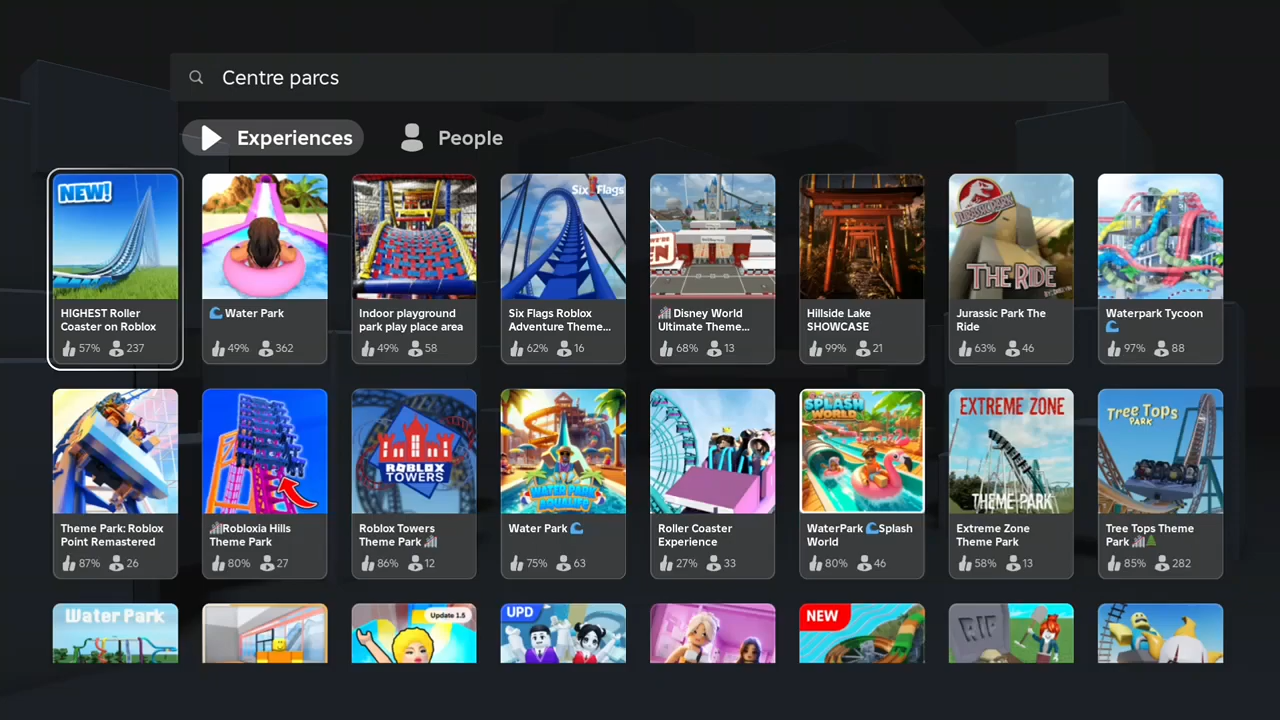 Centre parcs
Experiences
People
NEW!
Six Flags
JURASSIC PARK
THE RIDE
HIGHEST Roller
Coaster on Roblox
57% 237
Water Park
49% 362
Indoor playground
park play place area
49% 58
Six Flags Roblox
Adventure Theme...
62% 16
Disney World
Ultimate Theme...
68% 13
Hillside Lake
SHOWCASE
99% 21
Jurassic Park The
Ride
63% 46
Waterpark Tycoon
97% 88
ROBLOX
TOWERS
WATER PARK
SPLASH
WORLD
EXTREME ZONE
THEME PARK
Tree Tops
PARK
Theme Park: Roblox
Point Remastered
87% 26
Robloxia Hills
Theme Park
80% 27
Roblox Towers
Theme Park
86% 12
Water Park
75% 63
Roller Coaster
Experience
27% 33
WaterPark Splash
World
80% 46
Extreme Zone
Theme Park
58% 13
Tree Tops Theme
Park
85% 282
Water Park
Update 1.5
UPD
NEW
RIP